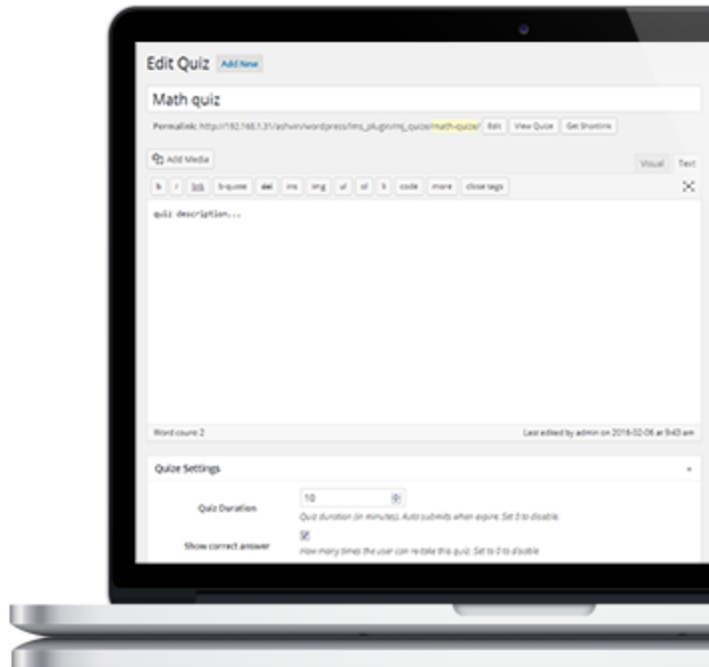 Edit Quiz Add New
Math quiz
Permalink: http://192.168.1.31/ashvin/wordpress/lms_plugin/mj_quize/math-quize/ Edit View Quize Get Shortlink
Add Media
Visual Text
b i link b-quote del ins img ul ol li code more close tags
quiz description...
Word count: 2 Last edited by admin on 2016-02-06 at 9:43 am
Quize Settings
Quiz Duration 10
Quiz duration (in minutes). Auto submits when expire. Set 0 to disable.
Show correct answer
How many times the user can re-take this quiz. Set to 0 to disable